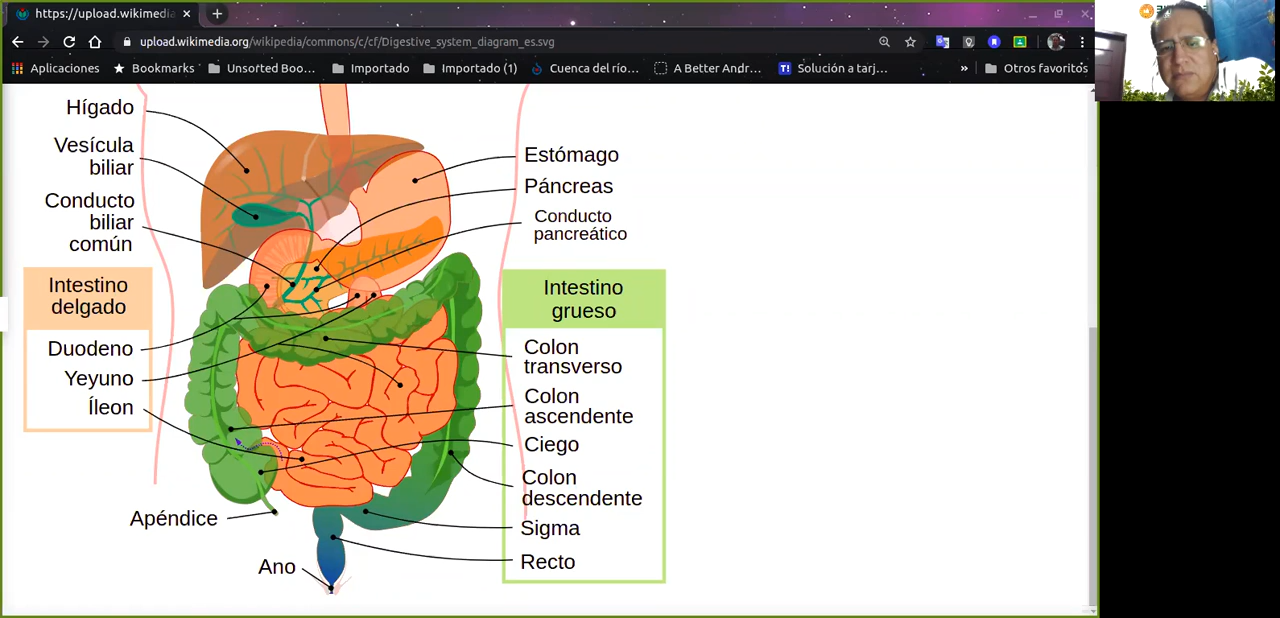 https://upload.wikimedia
upload.wikimedia.org/wikipedia/commons/c/cf/Digestive_system_diagram_es.svg
Aplicaciones
Bookmarks
Unsorted Boo...
Importado
Importado (1)
Cuenca del río...
A Better Andr...
T!
Solución a tarj...
»
Otros favoritos
Hígado
Vesícula
biliar
Conducto
biliar
común
Intestino
delgado
Duodeno
Yeyuno
Íleon
Apéndice
Ano
Estómago
Páncreas
Conducto
pancreático
Intestino
grueso
Colon
transverso
Colon
ascendente
Ciego
Colon
descendente
Sigma
Recto